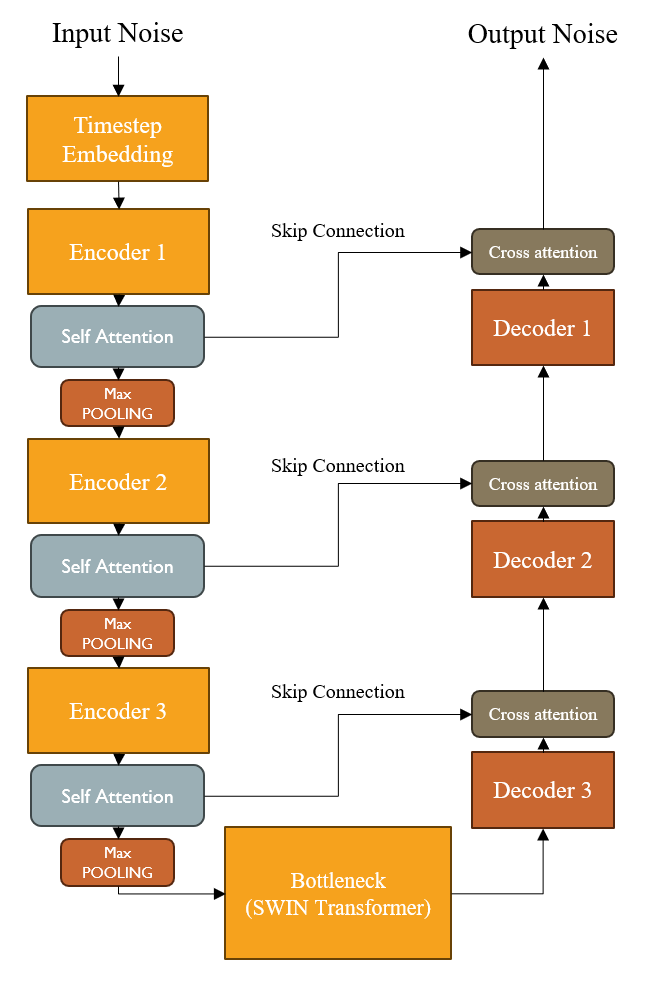 Input Noise
Output Noise
Timestep
Embedding
Encoder 1
Skip Connection
Cross attention
Self Attention
Decoder 1
Max
POOLING
Encoder 2
Skip Connection
Cross attention
Self Attention
Decoder 2
Max
POOLING
Encoder 3
Skip Connection
Cross attention
Self Attention
Decoder 3
Max
POOLING
Bottleneck
(SWIN Transformer)